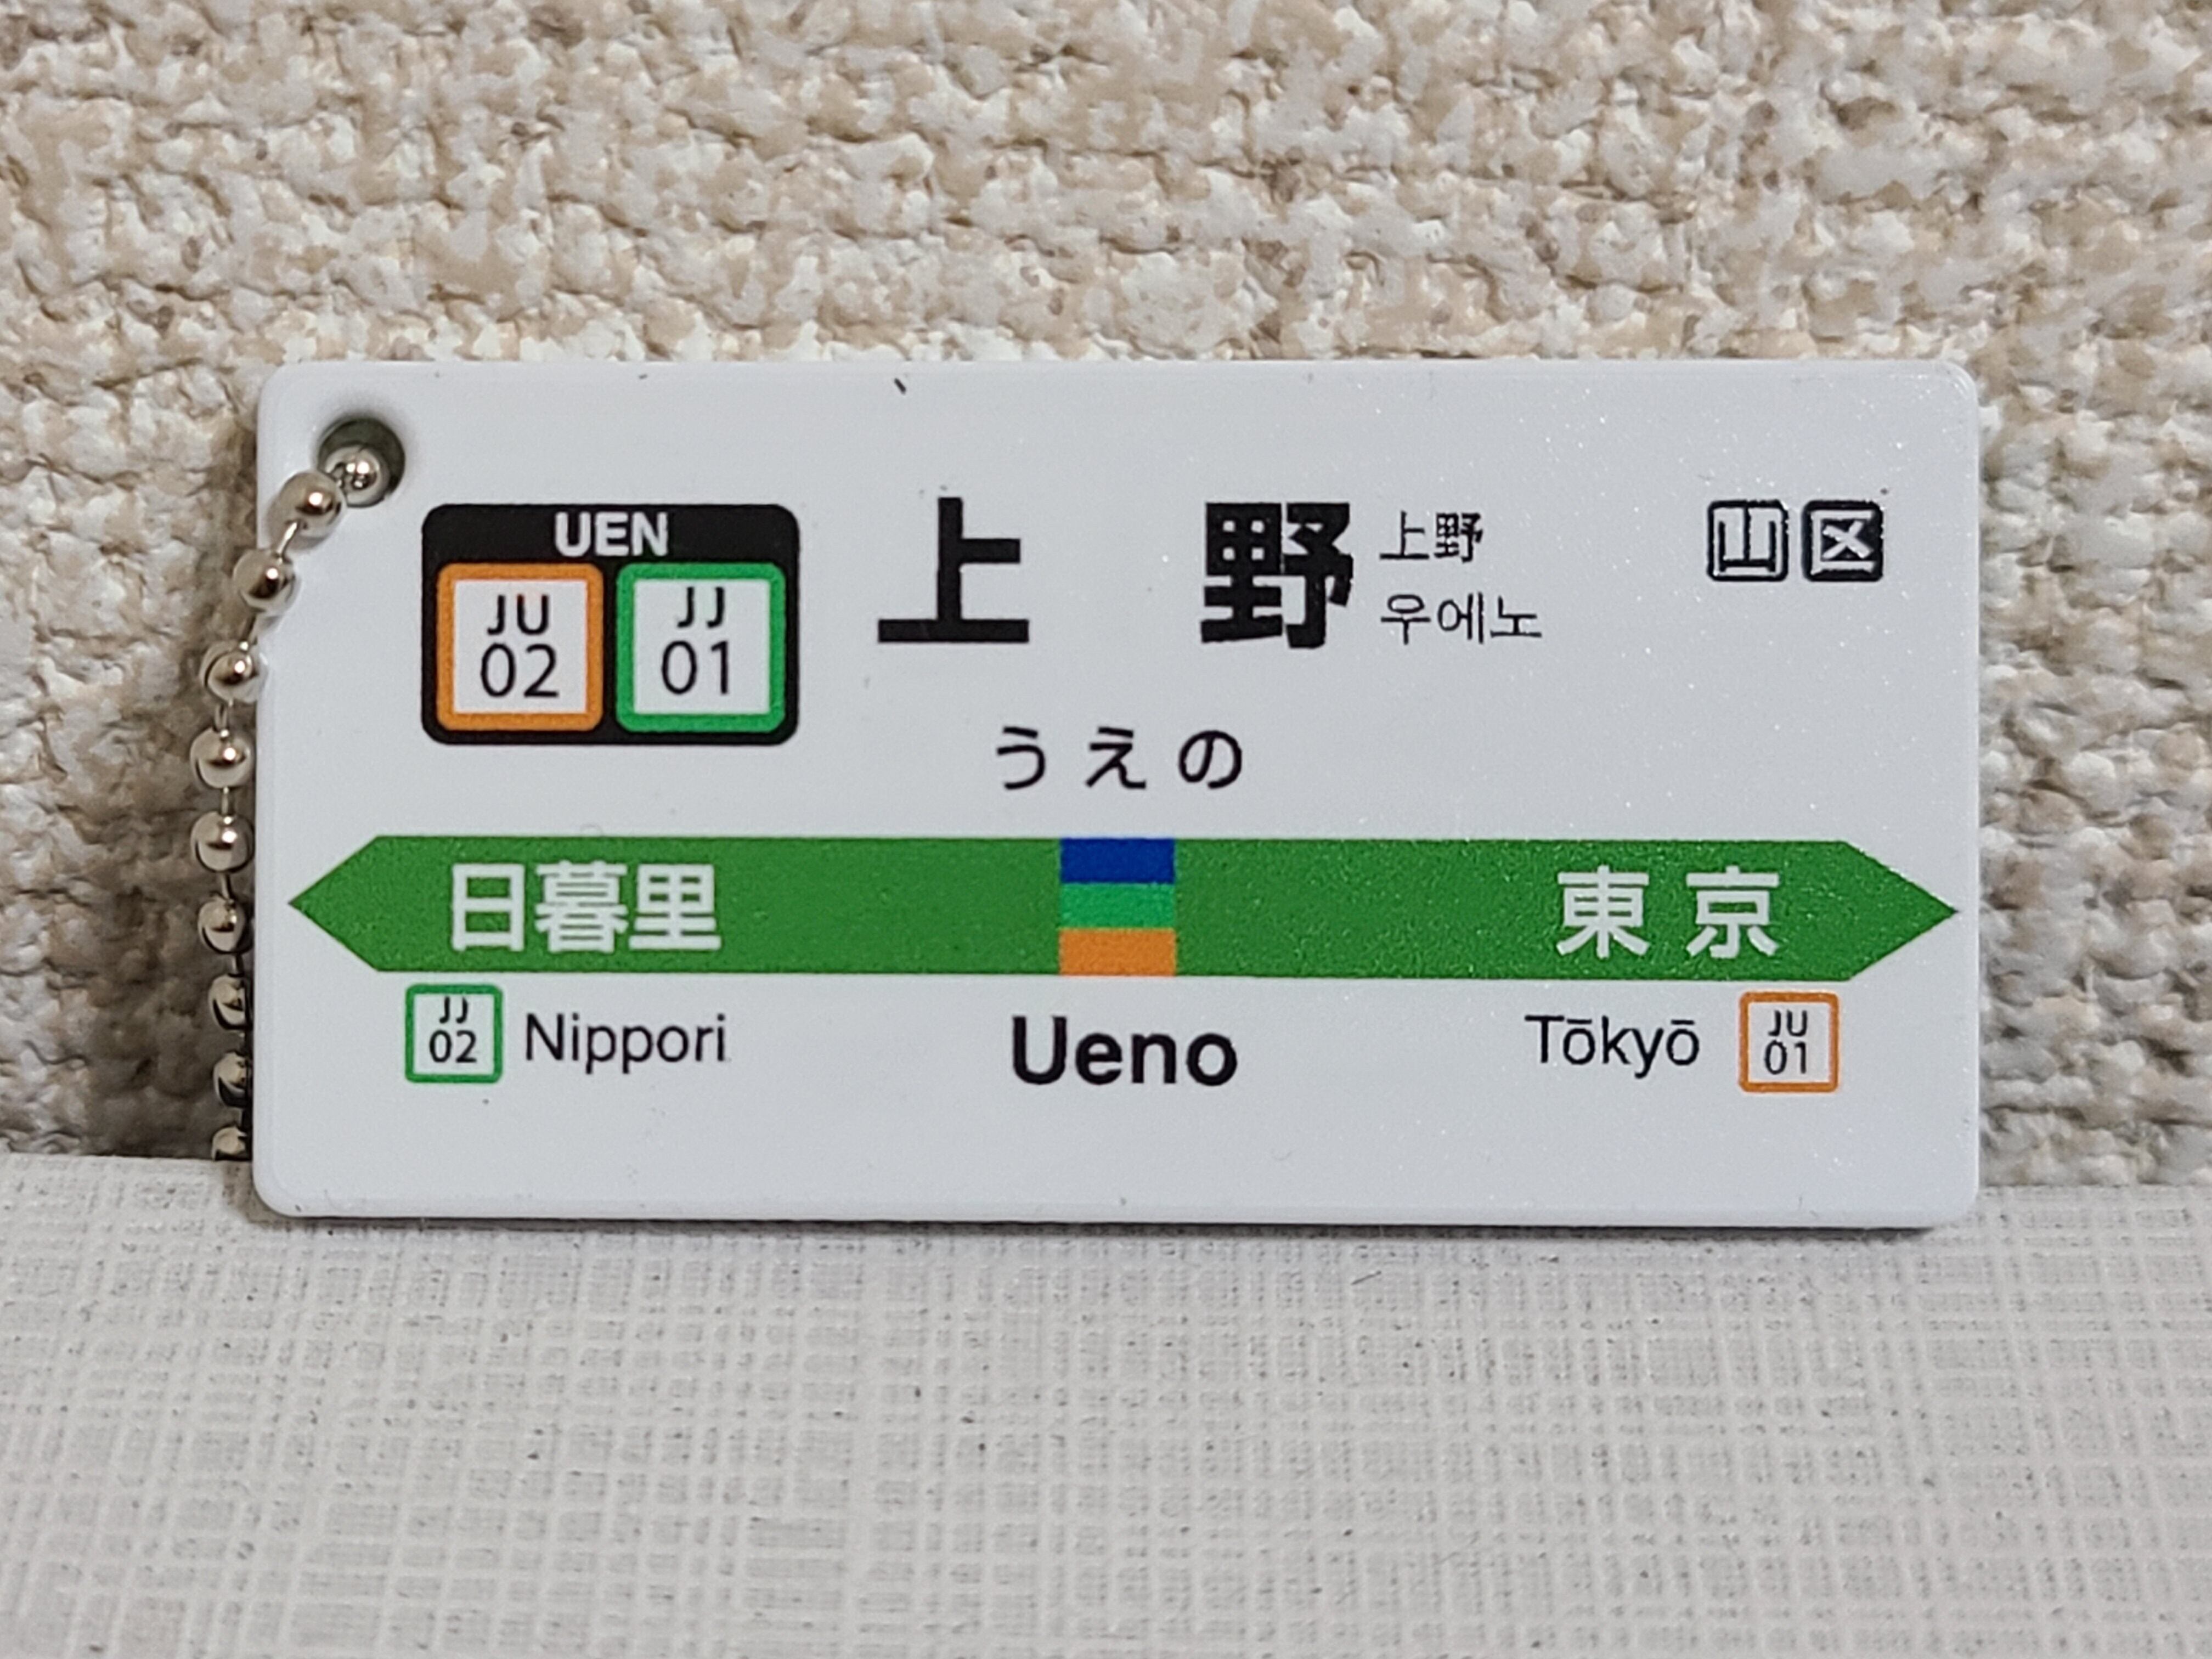 UEN
JU
02
JJ
01
上野
上野
우에노
山区
うえの
日暮里
東京
JJ
02
Nippori
Ueno
Tōkyō
JU
01